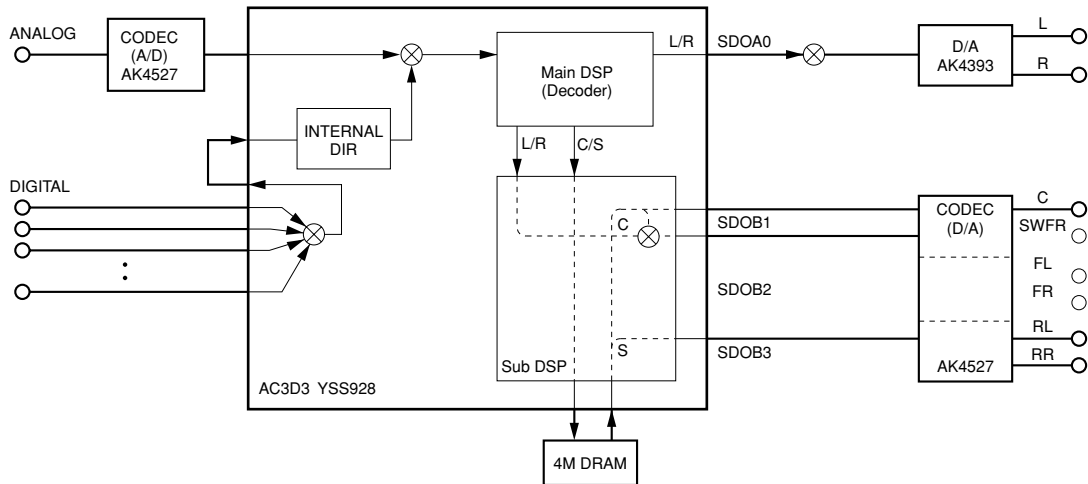 ANALOG
CODEC
(A/D)
AK4527
Main DSP
(Decoder)
L/R
SDOA0
D/A
AK4393
L
R
INTERNAL
DIR
L/R
C/S
DIGITAL
C
SDOB1
SDOB2
S
SDOB3
Sub DSP
AC3D3 YSS928
CODEC
(D/A)
AK4527
C
SWFR
FL
FR
RL
RR
4M DRAM